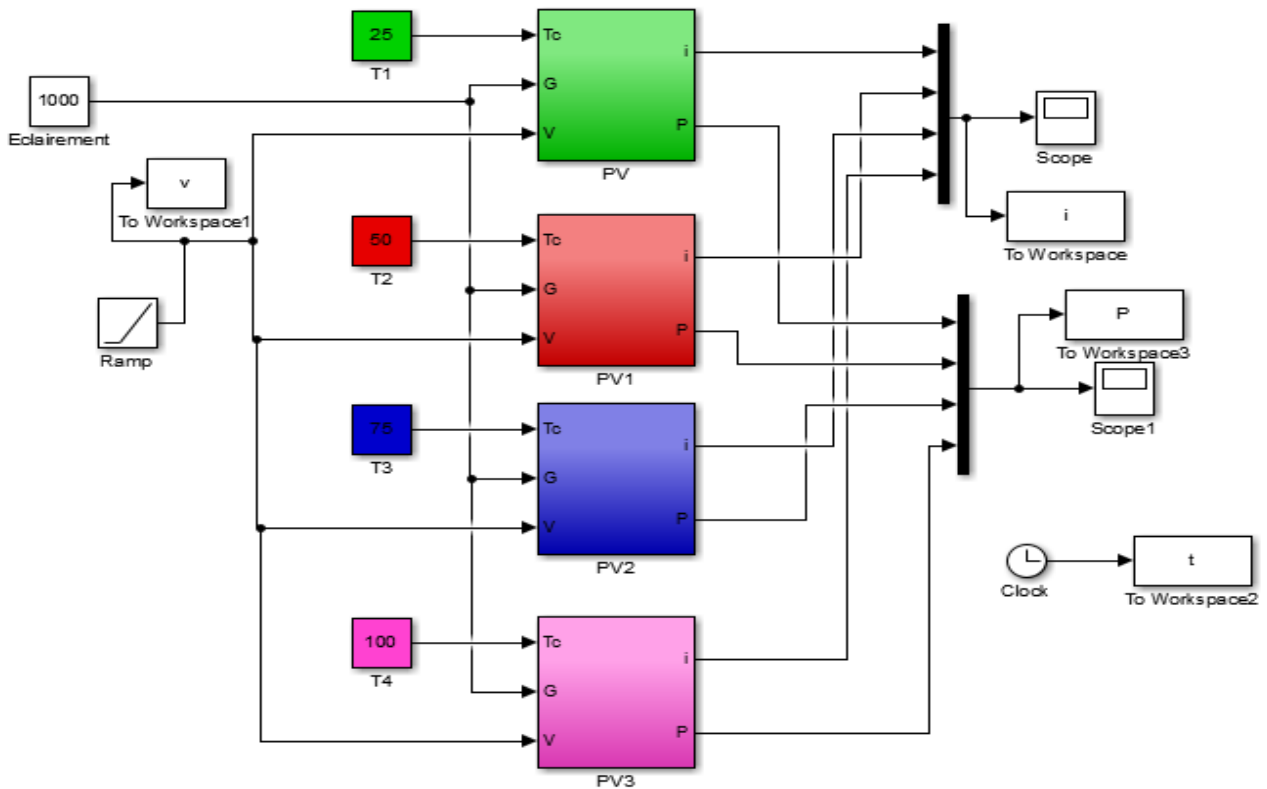 25
T1
1000
Eclairement
Tc
G
V
i
P
PV
Scope
v
To Workspace1
i
To Workspace
50
T2
Tc
G
V
i
P
PV1
Ramp
P
To Workspace3
Scope1
75
T3
Tc
G
V
i
P
PV2
Clock
t
To Workspace2
100
T4
Tc
G
V
i
P
PV3